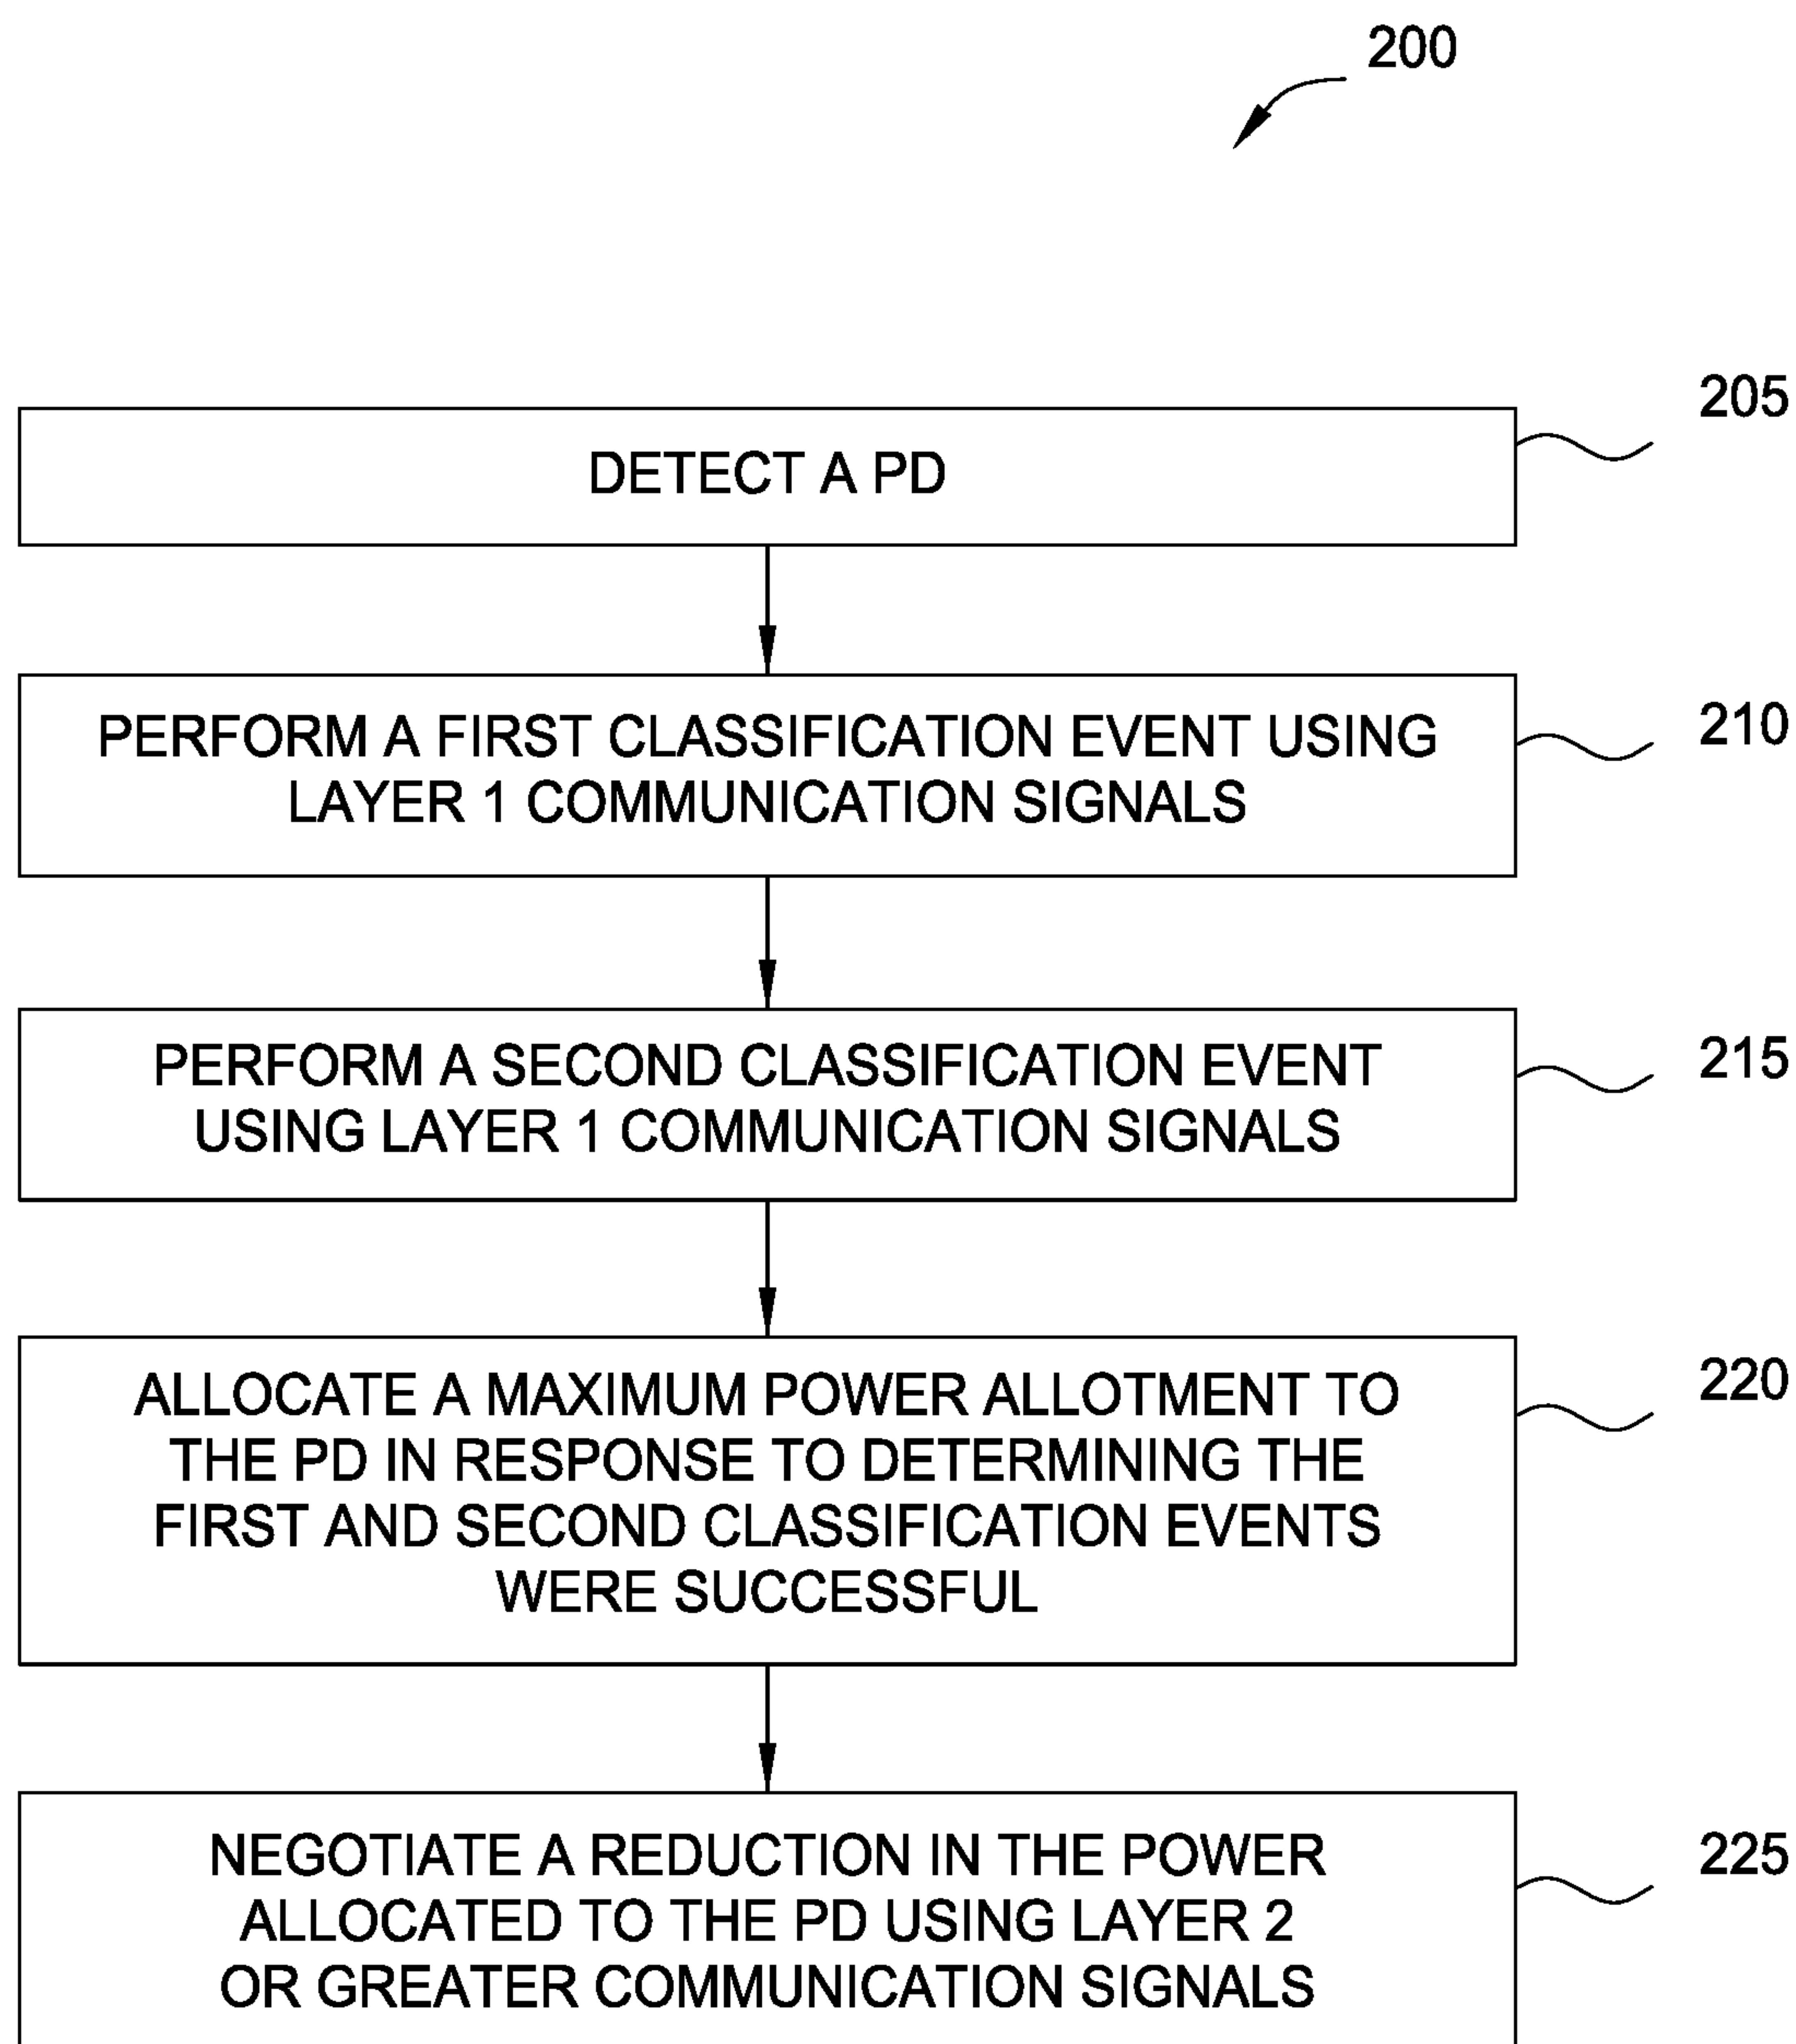 200
205
DETECT A PD
210
PERFORM A FIRST CLASSIFICATION EVENT USING
LAYER 1 COMMUNICATION SIGNALS
215
PERFORM A SECOND CLASSIFICATION EVENT
USING LAYER 1 COMMUNICATION SIGNALS
220
ALLOCATE A MAXIMUM POWER ALLOTMENT TO
THE PD IN RESPONSE TO DETERMINING THE
FIRST AND SECOND CLASSIFICATION EVENTS
WERE SUCCESSFUL
225
NEGOTIATE A REDUCTION IN THE POWER
ALLOCATED TO THE PD USING LAYER 2
OR GREATER COMMUNICATION SIGNALS